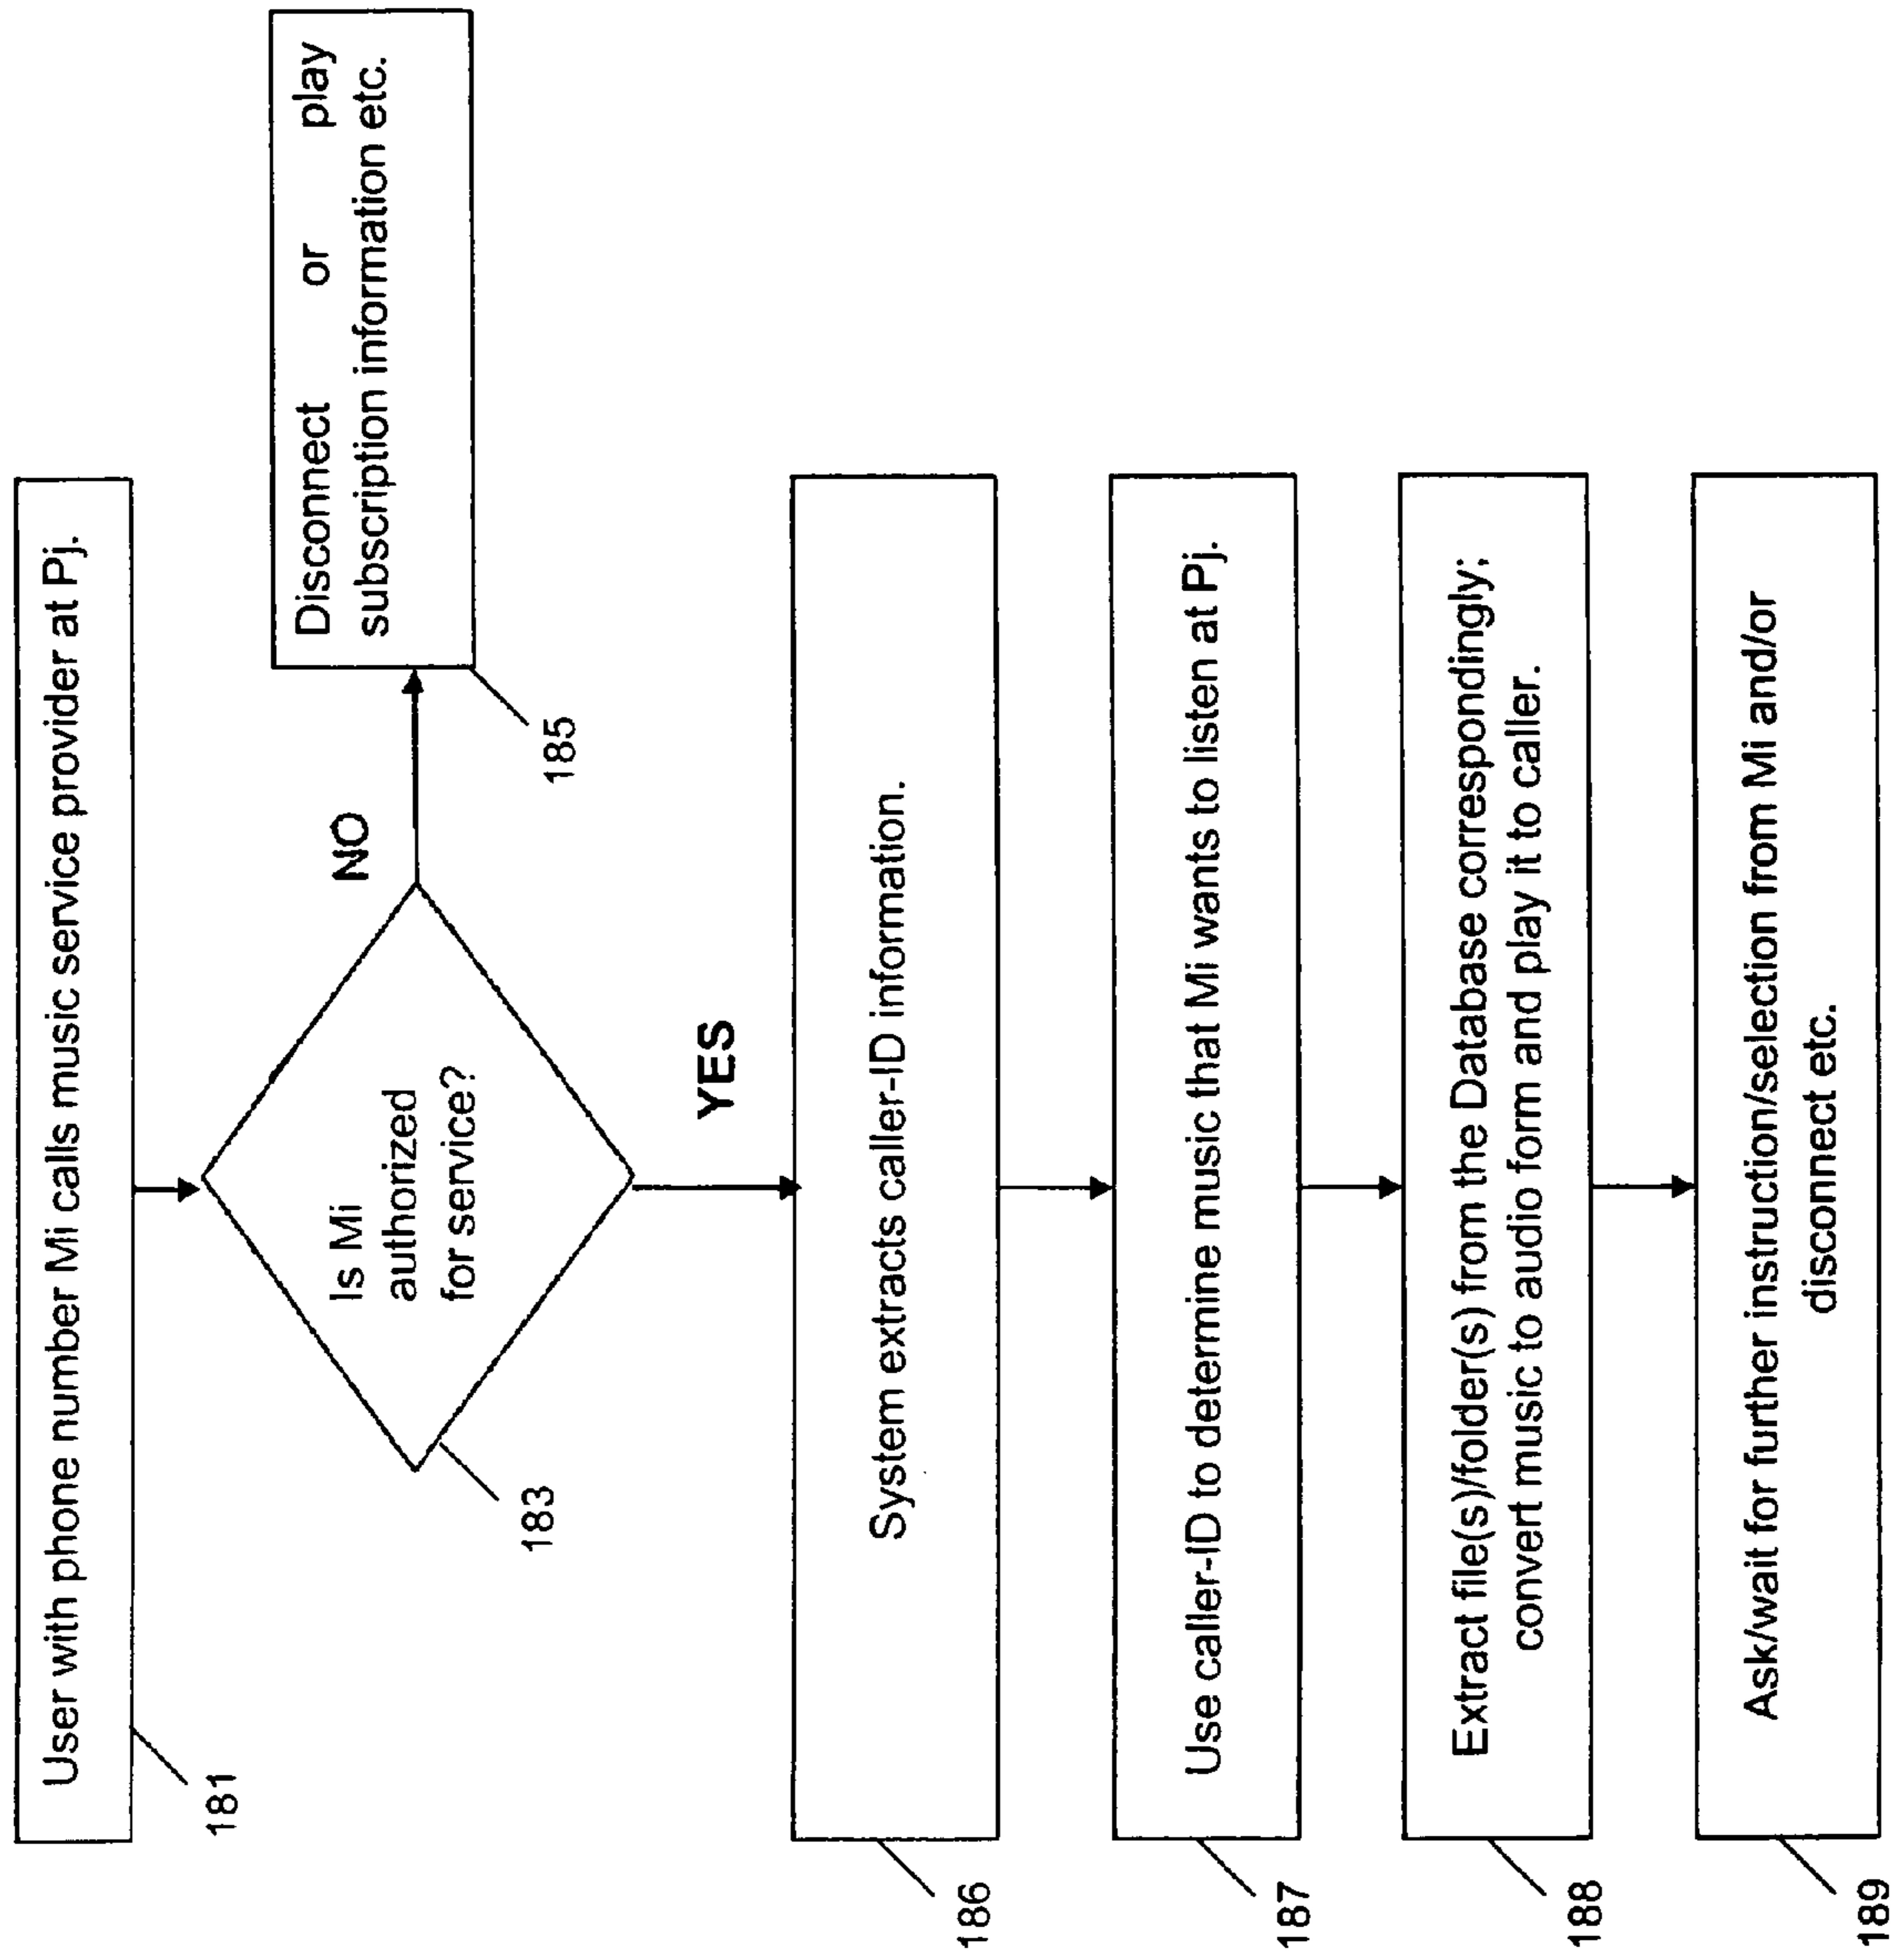 User with phone number Mi calls music service provider at Pj.
181
Is Mi
authorized
for service?
183
NO
Disconnect or play
subscription information etc.
185
YES
System extracts caller-ID information.
186
Use caller-ID to determine music that Mi wants to listen at Pj.
187
Extract file(s)/folder(s) from the Database correspondingly;
convert music to audio form and play it to caller.
188
Ask/wait for further instruction/selection from Mi and/or
disconnect etc.
189